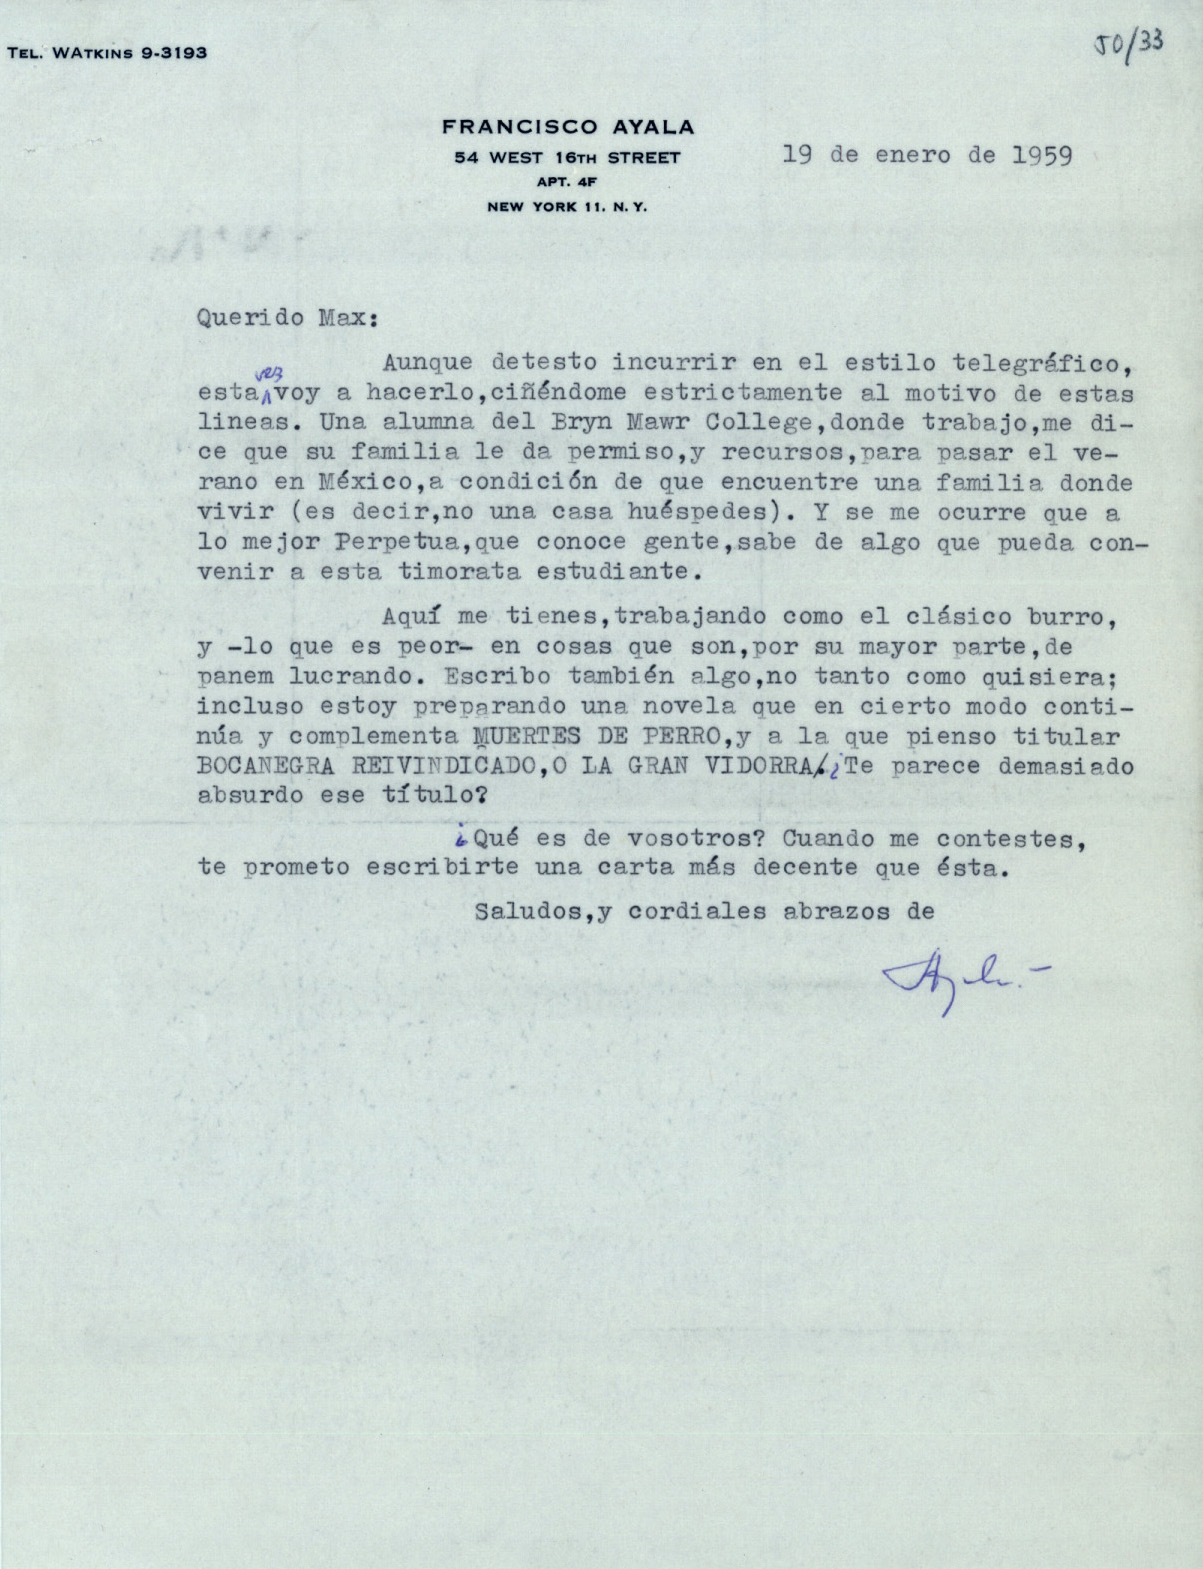 50/33
TEL. WATKINS 9-3193
FRANCISCO AYALA
54 WEST 16TH STREET
APT. 4F
NEW YORK 11. N. Y.
19 de enero de 1959
Querido Max:
Aunque detesto incurrir en el estilo telegráfico,
esta vez voy a hacerlo,ciñéndome estrictamente al motivo de estas
lineas. Una alumna del Bryn Mawr College,donde trabajo,me di-
ce que su familia le da permiso,y recursos,para pasar el ve-
rano en México,a condición de que encuentre una familia donde
vivir (es decir,no una casa huéspedes). Y se me ocurre que a
lo mejor Perpetua,que conoce gente,sabe de algo que pueda con-
venir a esta timorata estudiante.
Aquí me tienes,trabajando como el clásico burro,
y -lo que es peor- en cosas que son,por su mayor parte,de
panem lucrando. Escribo también algo,no tanto como quisiera;
incluso estoy preparando una novela que en cierto modo conti-
núa y complementa MUERTES DE PERRO,y a la que pienso titular
BOCANEGRA REIVINDICADO,O LA GRAN VIDORRA.¿Te parece demasiado
absurdo ese título?
¿Qué es de vosotros? Cuando me contestes,
te prometo escribirte una carta más decente que ésta.
Saludos,y cordiales abrazos de
Ayala